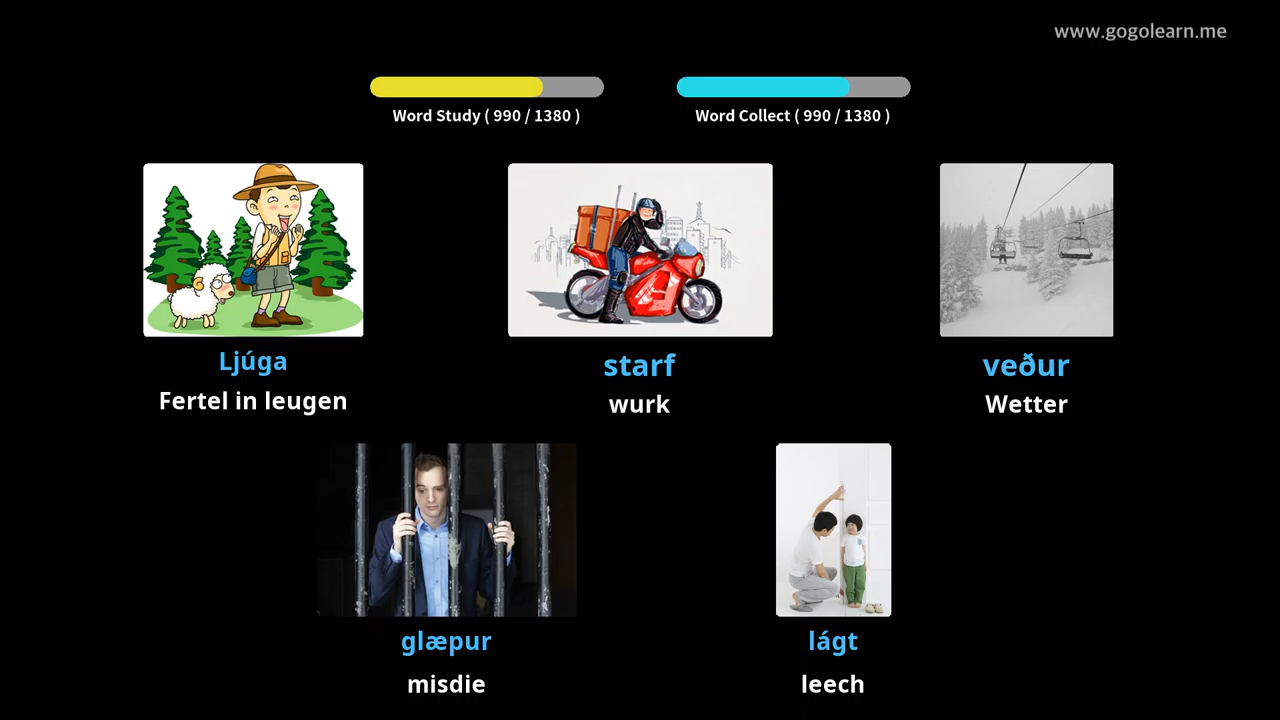 www.gogolearn.me
Word Study ( 990 / 1380 )
Word Collect ( 990 / 1380 )
Ljúga
Fertel in leugen
starf
wurk
veður
Wetter
glæpur
misdie
lágt
leech